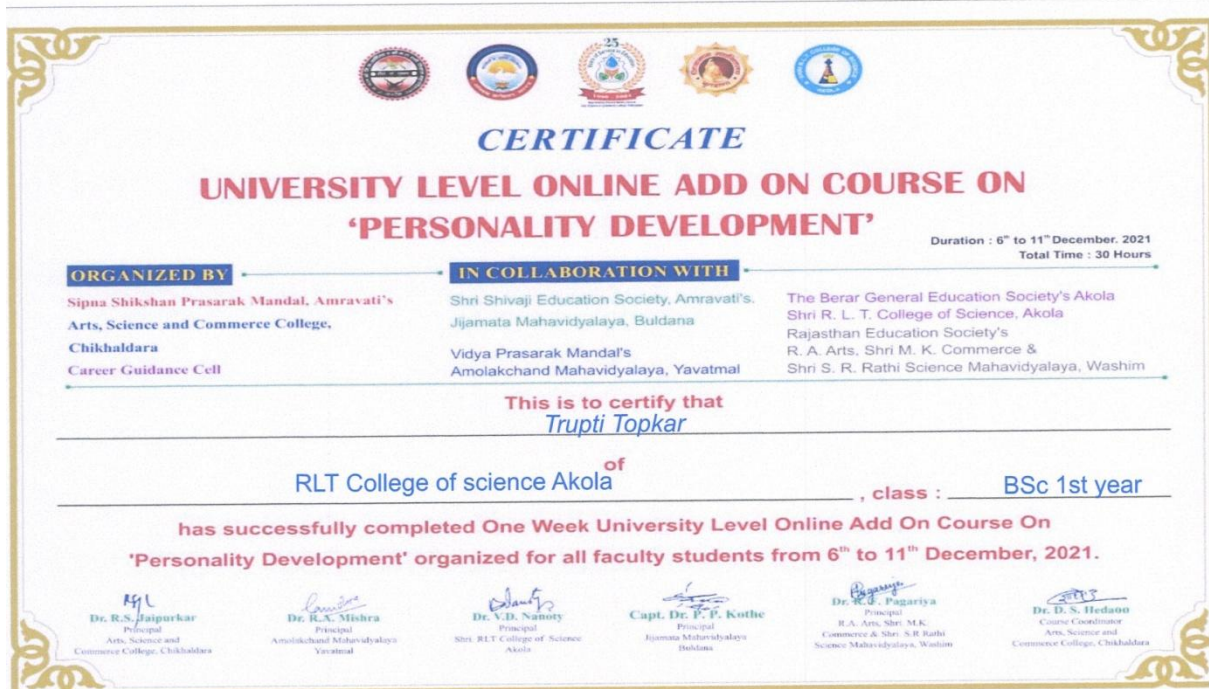 25
CERTIFICATE
UNIVERSITY LEVEL ONLINE ADD ON COURSE ON
‘PERSONALITY DEVELOPMENT’
Duration : 6th to 11th December. 2021
Total Time : 30 Hours
ORGANIZED BY
Sipna Shikshan Prasarak Mandal, Amravati's
Arts, Science and Commerce College,
Chikhaldara
Career Guidance Cell
IN COLLABORATION WITH
Shri Shivaji Education Society, Amravati's.
Jijamata Mahavidyalaya, Buldana
Vidya Prasarak Mandal's
Amolakchand Mahavidyalaya, Yavatmal
The Berar General Education Society's Akola
Shri R. L. T. College of Science, Akola
Rajasthan Education Society's
R. A. Arts, Shri M. K. Commerce &
Shri S. R. Rathi Science Mahavidyalaya, Washim
This is to certify that
Trupti Topkar
of
RLT College of science Akola , class : BSc 1st year
has successfully completed One Week University Level Online Add On Course On
'Personality Development' organized for all faculty students from 6th to 11th December, 2021.
Dr. R.S. Jaipurkar
Principal
Arts, Science and
Commerce College, Chikhaldara
Dr. R.A. Mishra
Principal
Amolakchand Mahavidyalaya
Yavatmal
Dr. V.D. Nanoty
Principal
Shri. RLT College of Science
Akola
Capt. Dr. P. P. Kothe
Principal
Jijamata Mahavidyalaya
Buldana
Pagariya
Principal
R.A. Arts, Shri. M.K.
Commerce & Shri. S.R Rathi
Science Mahavidyalaya, Washim
Dr. D. S. Hedaoo
Course Coordinator
Arts, Science and
Commerce College, Chikhaldara